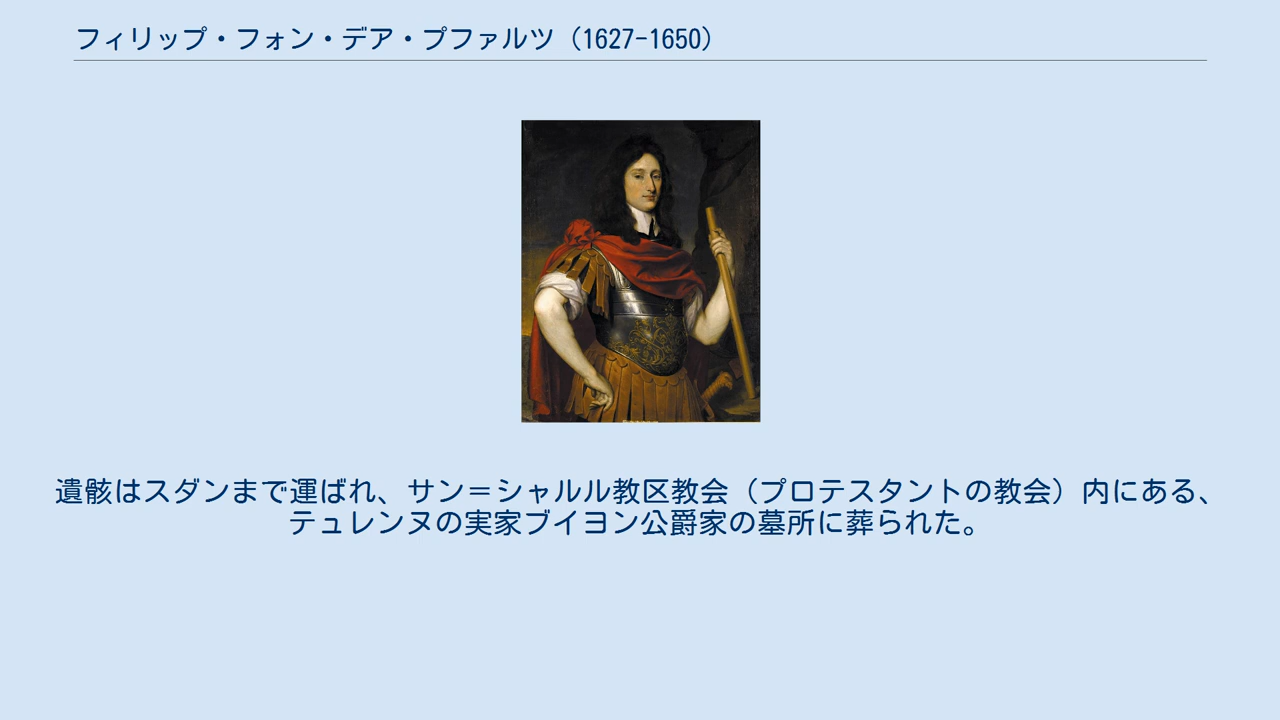 フィリップ・フォン・デア・プファルツ（1627-1650）
遺骸はスダンまで運ばれ、サン＝シャルル教区教会（プロテスタントの教会）内にある、
テュレンヌの実家ブイヨン公爵家の墓所に葬られた。